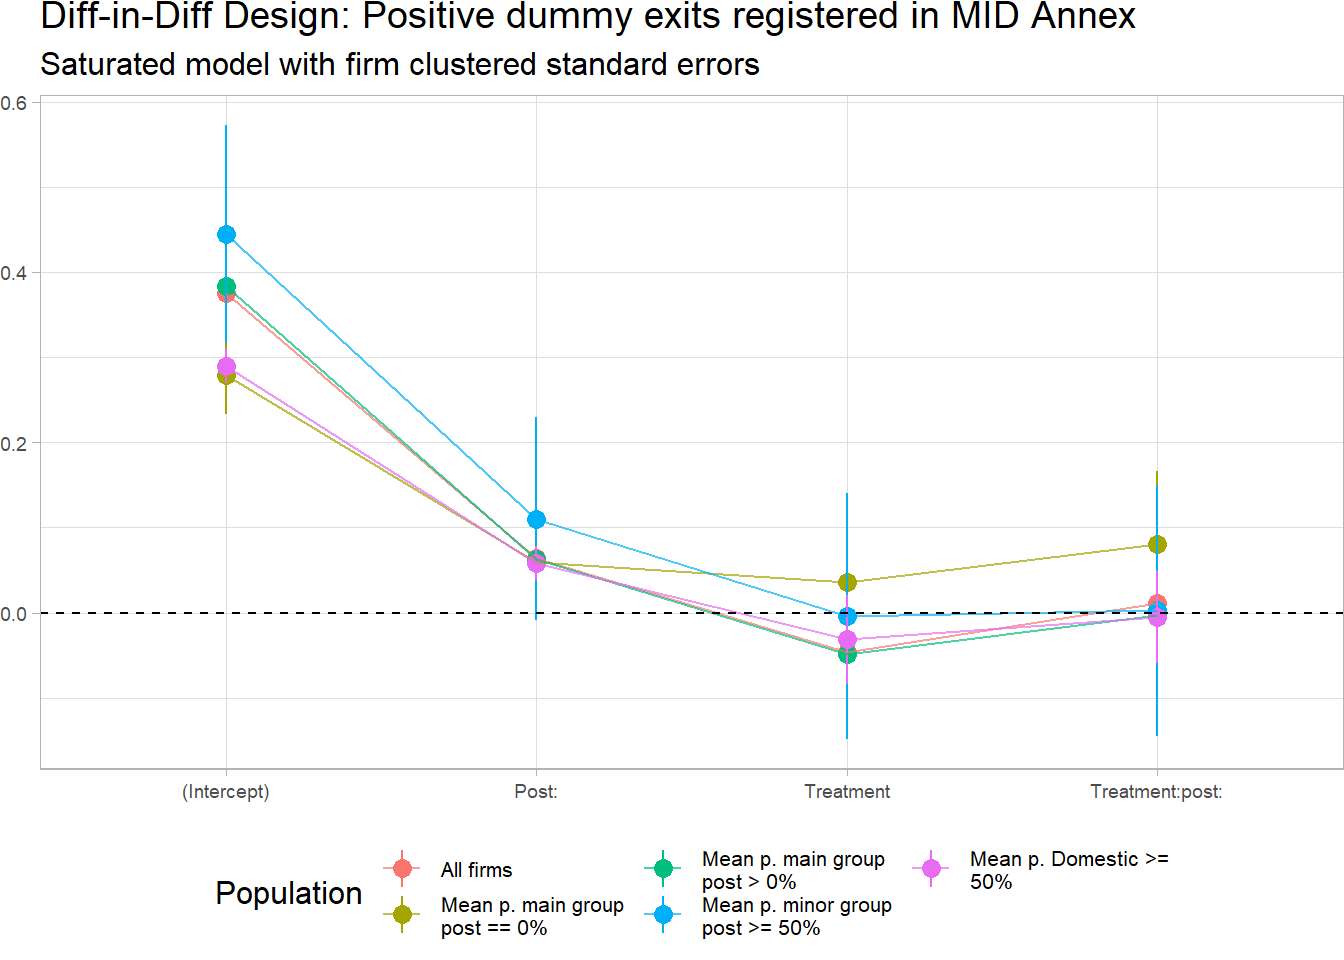 Diff-in-Diff Design: Positive dummy exits registered in MID Annex
Saturated model with firm clustered standard errors
0.6
0.4
0.2
0.0
(Intercept)
Post:
Treatment
Treatment:post:
Population
All firms
Mean p. main group
post == 0%
Mean p. main group
post > 0%
Mean p. minor group
post >= 50%
Mean p. Domestic >=
50%